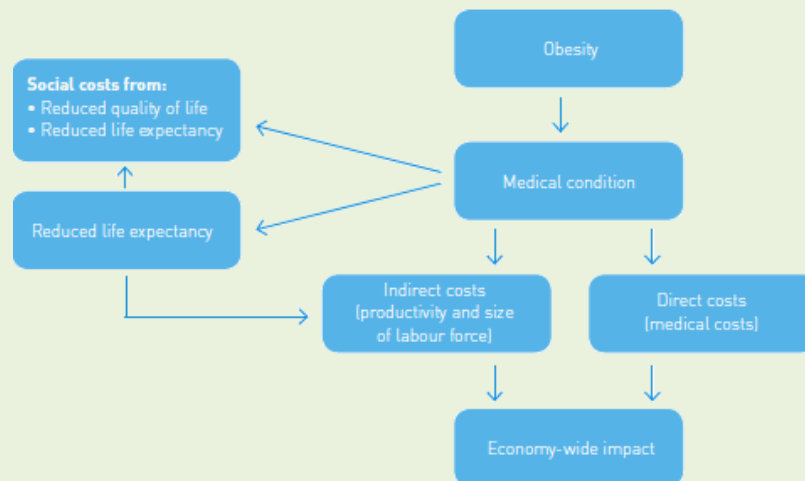 Obesity
Social costs from:
• Reduced quality of life
• Reduced life expectancy
Medical condition
Reduced life expectancy
Indirect costs
(productivity and size
of labour force)
Direct costs
(medical costs)
Economy-wide impact